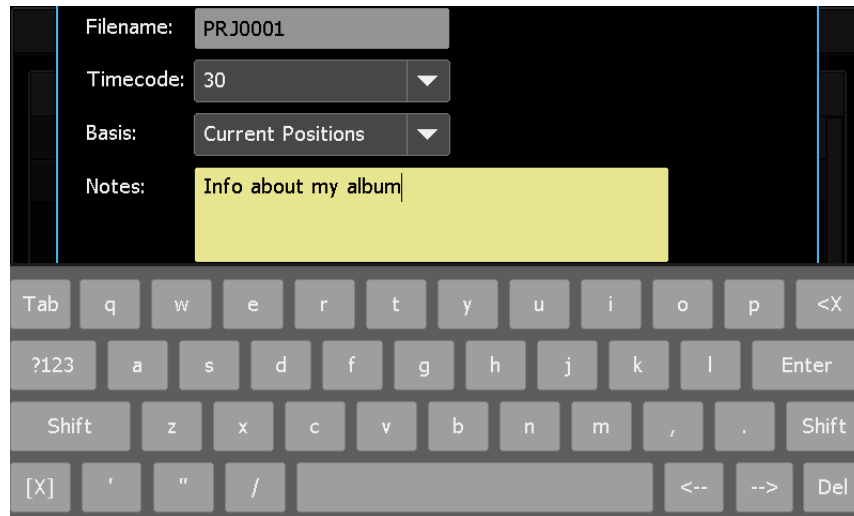 Filename: PRJ0001
Timecode: 30
Basis: Current Positions
Notes: Info about my album
Tab q w e r t y u i o p <X
?123 a s d f g h j k l Enter
Shift z x c v b n m , . Shift
[X] ' " / <-- --> Del